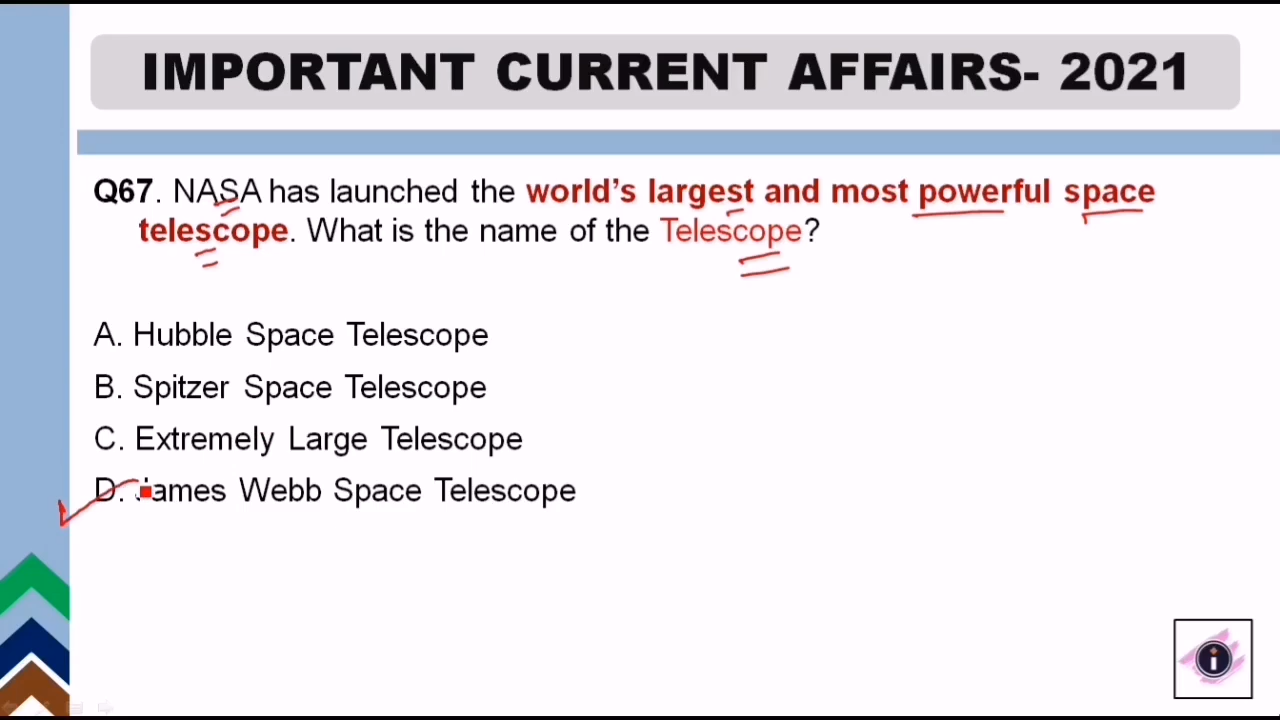 IMPORTANT CURRENT AFFAIRS- 2021
Q67. NASA has launched the world's largest and most powerful space
telescope. What is the name of the Telescope?
A. Hubble Space Telescope
B. Spitzer Space Telescope
C. Extremely Large Telescope
D. James Webb Space Telescope
i